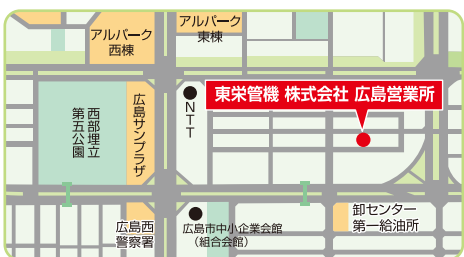 アルパーク
西棟
アルパーク
東棟
東栄管機 株式会社 広島営業所
西部埋立
第五公園
広島サンプラザ
NTT
広島西
警察署
広島市中小企業会館
（組合会館）
卸センター
第一給油所